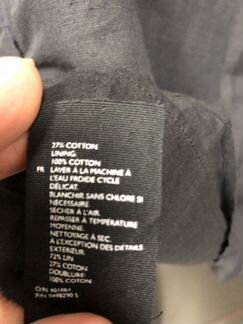 27% COTTON
LINING:
100% COTTON
FR LAVER À LA MACHINE À
L'EAU FROIDE CYCLE
DÉLICAT.
BLANCHIR SANS CHLORE SI
NÉCESSAIRE.
SÉCHER À L'AIR.
REPASSER À TEMPÉRATURE
MOYENNE.
NETTOYAGE À SEC.
À L'EXCEPTION DES DÉTAILS
EXTERIEUR:
72% LIN
27% COTON
DOUBLURE:
100% COTON